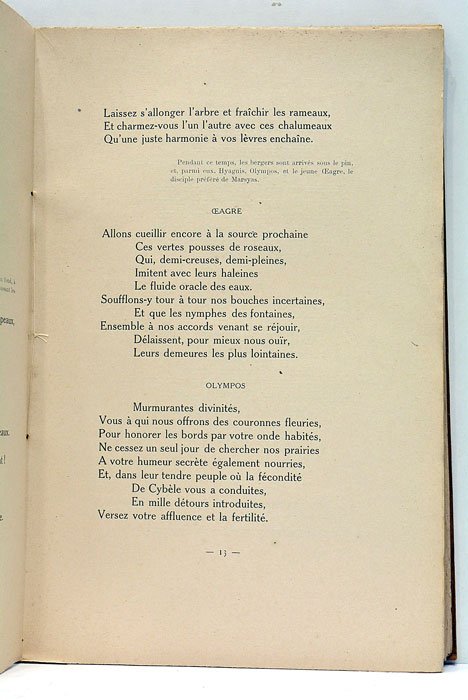 Laissez s'allonger l'arbre et fraîchir les rameaux,
Et charmez-vous l'un l'autre avec ces chalumeaux
Qu'une juste harmonie à vos lèvres enchaîne.
Pendant ce temps, les bergers sont arrivés sous le pin,
et, parmi eux, Hyagnis, Olympos, et le jeune Œagre, le
disciple préféré de Marsyas.
ŒAGRE
Allons cueillir encore à la source prochaine
Ces vertes pousses de roseaux,
Qui, demi-creuses, demi-pleines,
Imitent avec leurs haleines
Le fluide oracle des eaux.
Soufflons-y tour à tour nos bouches incertaines,
Et que les nymphes des fontaines,
Ensemble à nos accords venant se réjouir,
Délaissent, pour mieux nous ouïr,
Leurs demeures les plus lointaines.
OLYMPOS
Murmurantes divinités,
Vous à qui nous offrons des couronnes fleuries,
Pour honorer les bords par votre onde habités,
Ne cessez un seul jour de chercher nos prairies
A votre humeur secrète également nourries,
Et, dans leur tendre peuple où la fécondité
De Cybèle vous a conduites,
En mille détours introduites,
Versez votre affluence et la fertilité.
— 13 —